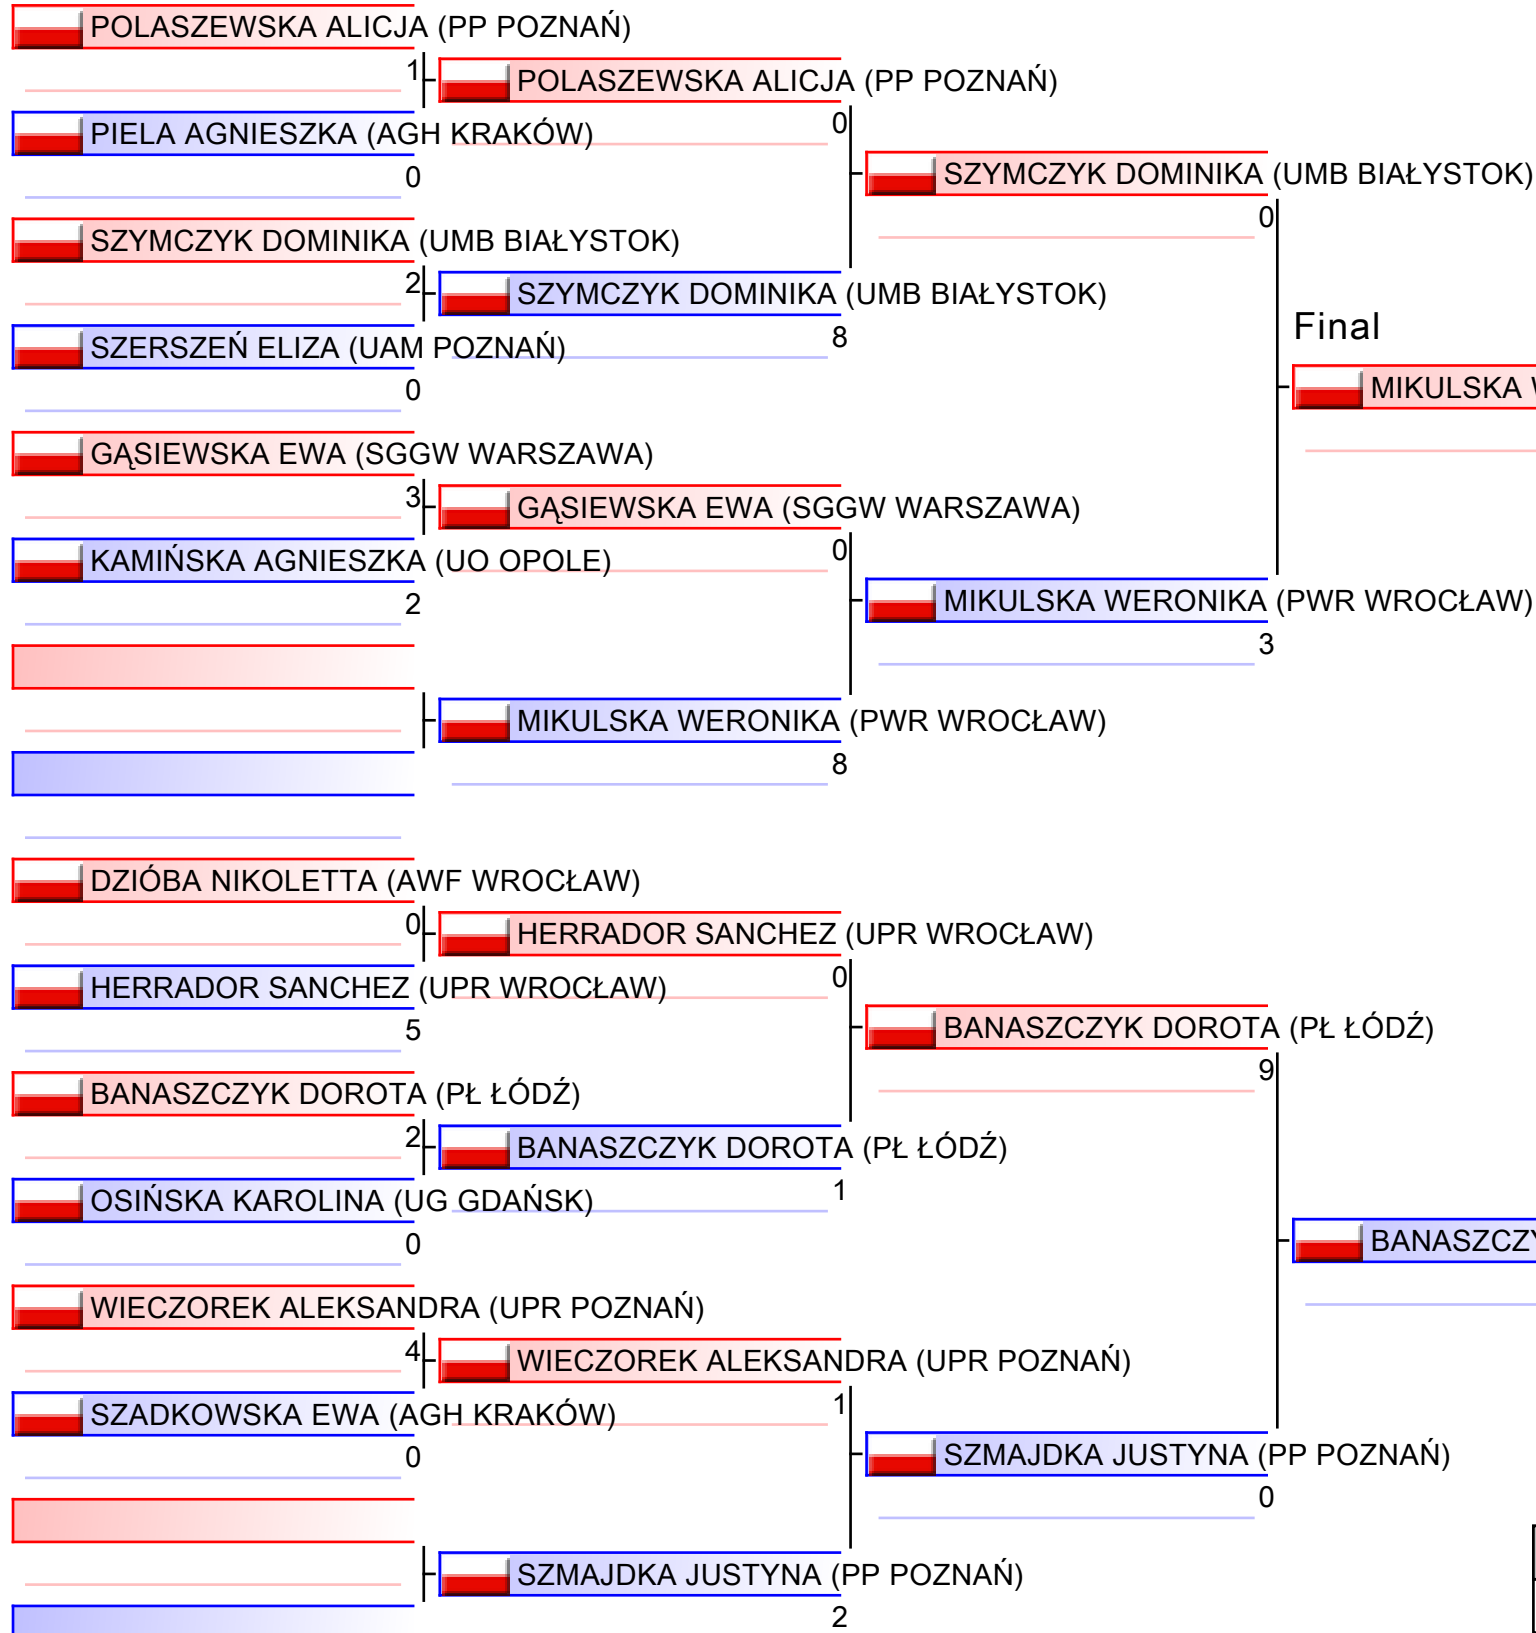 POLASZEWSKA ALICJA (PP POZNAŃ)
1
POLASZEWSKA ALICJA (PP POZNAŃ)
0
PIELA AGNIESZKA (AGH KRAKÓW)
0
SZYMCZYK DOMINIKA (UMB BIAŁYSTOK)
0
SZYMCZYK DOMINIKA (UMB BIAŁYSTOK)
2
SZYMCZYK DOMINIKA (UMB BIAŁYSTOK)
8
SZERSZEŃ ELIZA (UAM POZNAŃ)
0
Final
MIKULSKA
GĄSIEWSKA EWA (SGGW WARSZAWA)
3
GĄSIEWSKA EWA (SGGW WARSZAWA)
0
KAMIŃSKA AGNIESZKA (UO OPOLE)
2
MIKULSKA WERONIKA (PWR WROCŁAW)
3
MIKULSKA WERONIKA (PWR WROCŁAW)
8
DZIÓBA NIKOLETTA (AWF WROCŁAW)
0
HERRADOR SANCHEZ (UPR WROCŁAW)
0
HERRADOR SANCHEZ (UPR WROCŁAW)
5
BANASZCZYK DOROTA (PŁ ŁÓDŹ)
9
BANASZCZYK DOROTA (PŁ ŁÓDŹ)
2
BANASZCZYK DOROTA (PŁ ŁÓDŹ)
1
OSIŃSKA KAROLINA (UG GDAŃSK)
0
BANASZCZY
WIECZOREK ALEKSANDRA (UPR POZNAŃ)
4
WIECZOREK ALEKSANDRA (UPR POZNAŃ)
1
SZADKOWSKA EWA (AGH KRAKÓW)
0
SZMAJDKA JUSTYNA (PP POZNAŃ)
0
SZMAJDKA JUSTYNA (PP POZNAŃ)
2